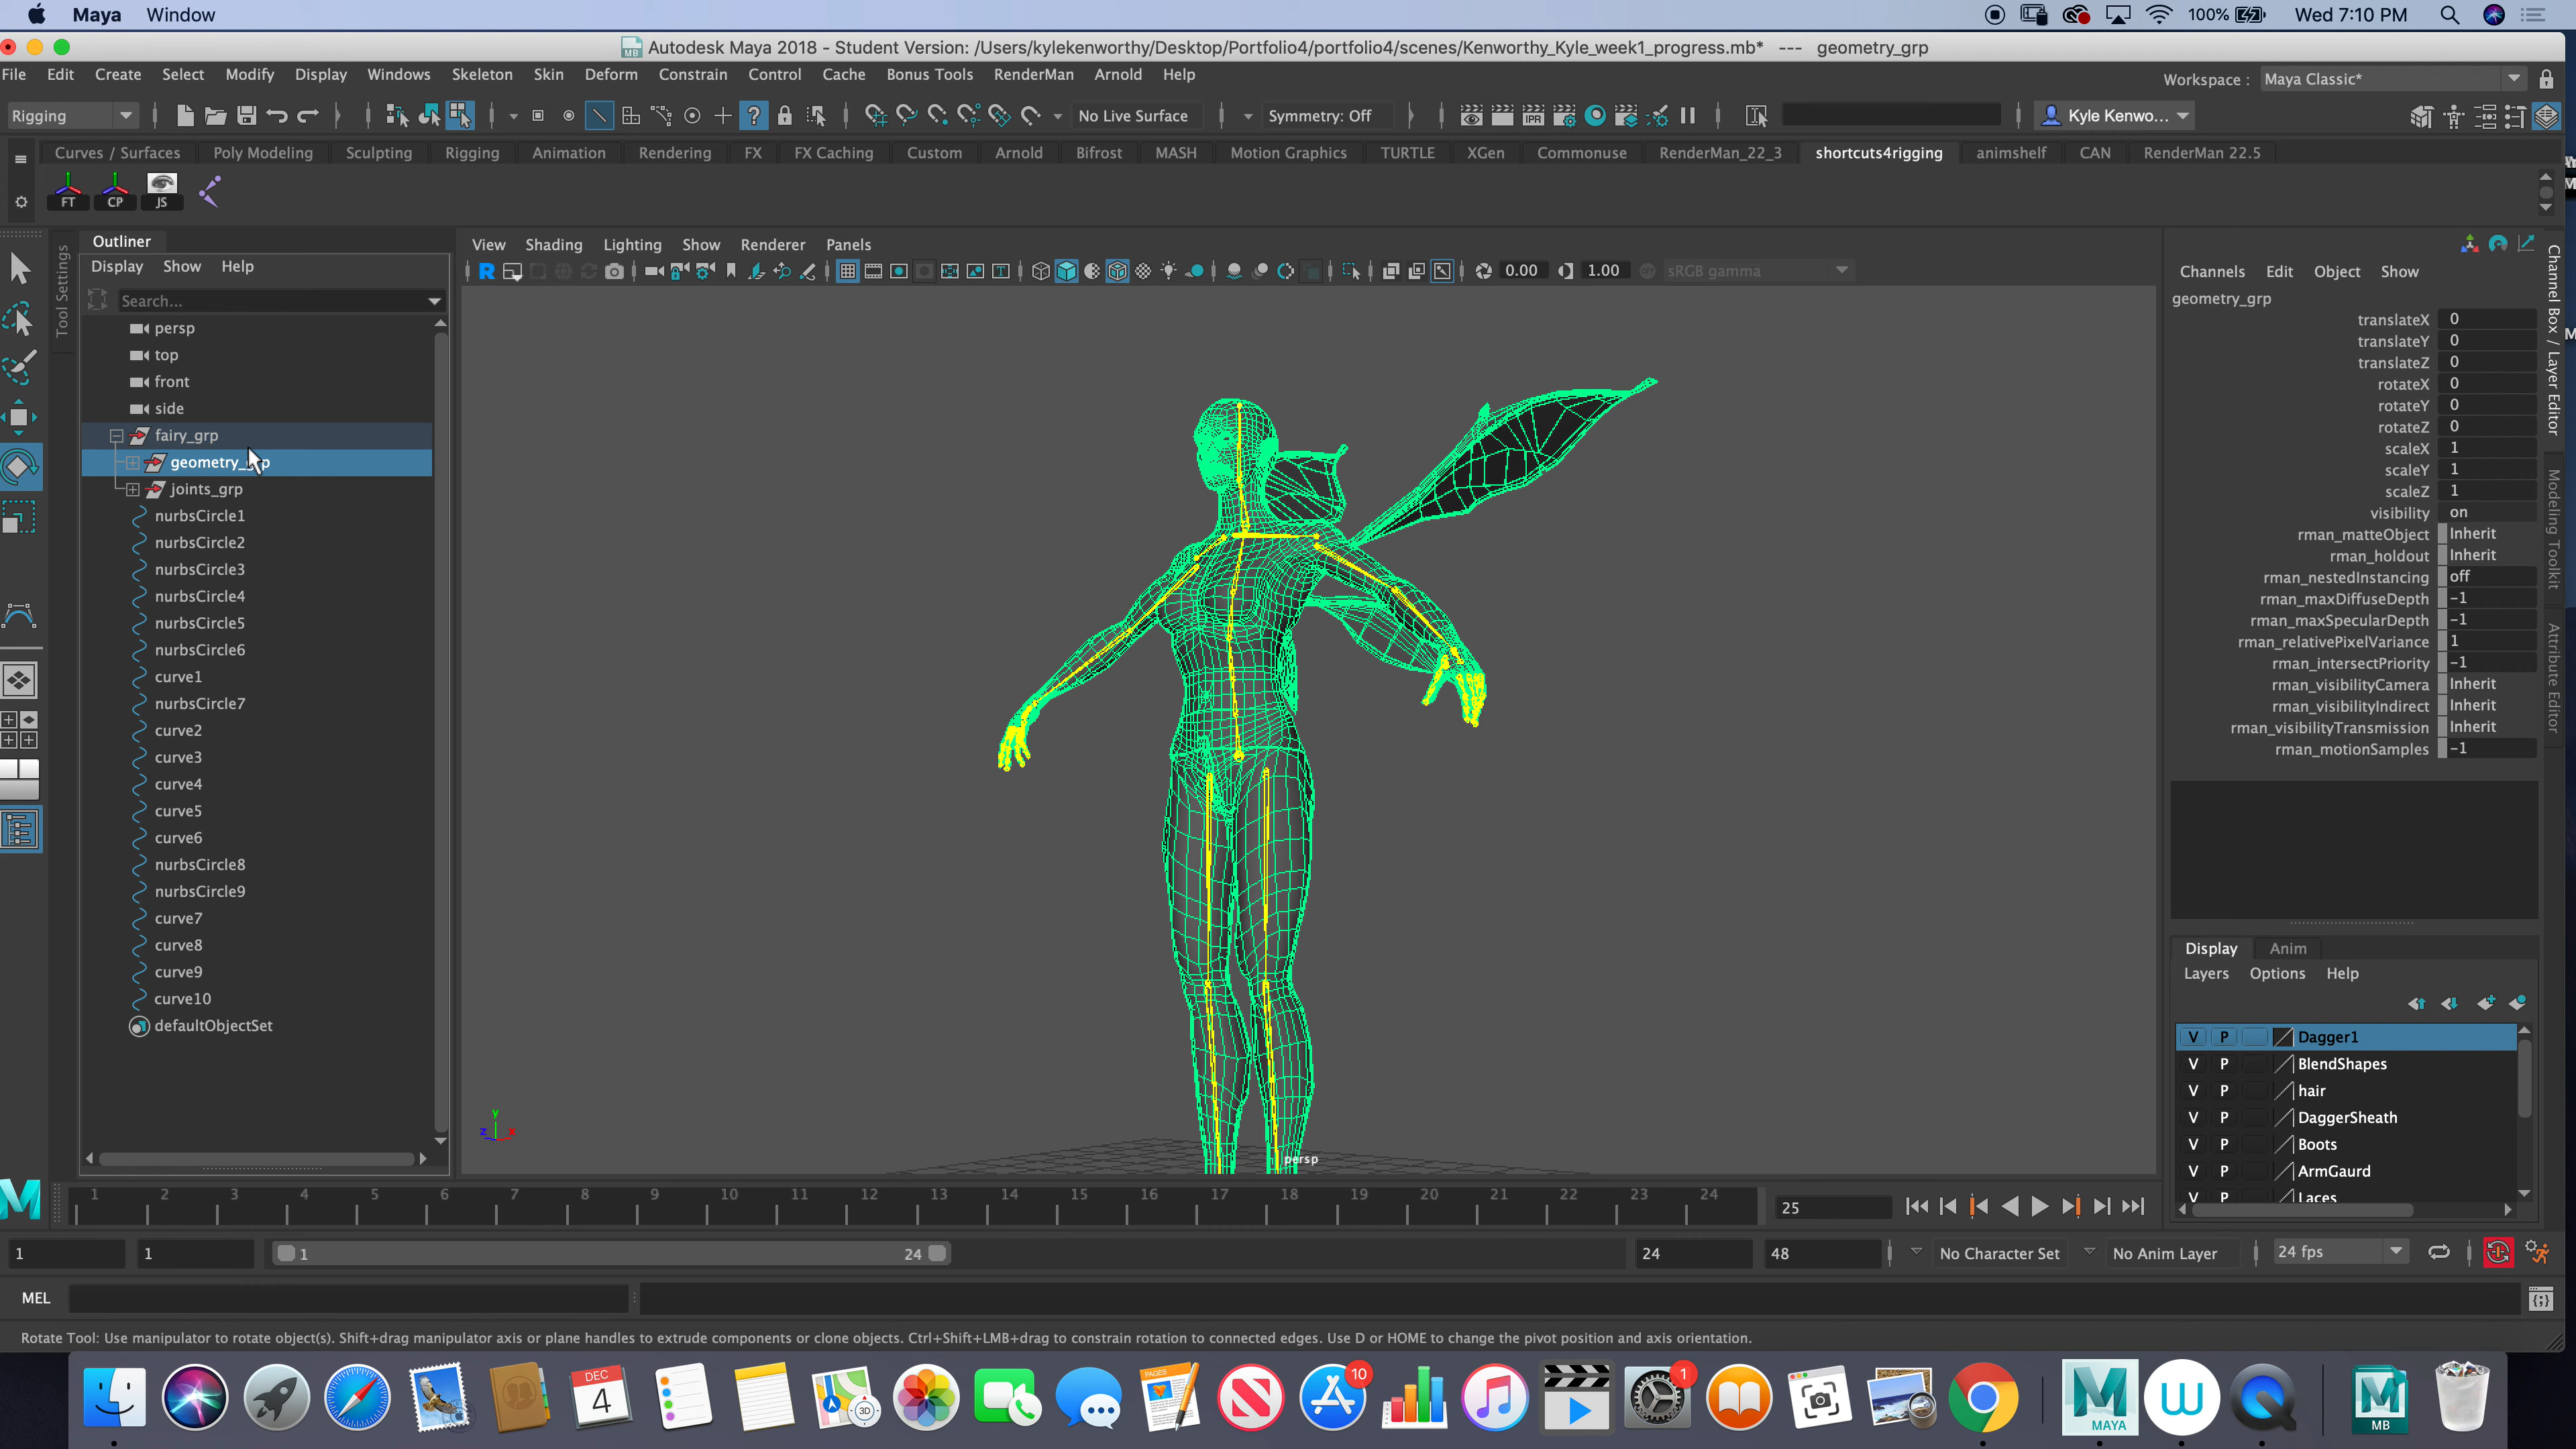 Maya Window 100% Wed 7:10 PM
Autodesk Maya 2018 - Student Version: /Users/kylekenworthy/Desktop/Portfolio4/portfolio4/scenes/Kenworthy_Kyle_week1_progress.mb* --- geometry_grp
File Edit Create Select Modify Display Windows Skeleton Skin Deform Constrain Control Cache Bonus Tools RenderMan Arnold Help Workspace : Maya Classic*
Rigging No Live Surface Symmetry: Off IPR Kyle Kenwo...
Curves / Surfaces Poly Modeling Sculpting Rigging Animation Rendering FX FX Caching Custom Arnold Bifrost MASH Motion Graphics TURTLE XGen Commonuse RenderMan_22_3 shortcuts4rigging animshelf CAN RenderMan 22.5
FT CP JS
Tool Settings
Outliner
Display Show Help
Search...
persp
top
front
side
fairy_grp
geometry_grp
joints_grp
nurbsCircle1
nurbsCircle2
nurbsCircle3
nurbsCircle4
nurbsCircle5
nurbsCircle6
curve1
nurbsCircle7
curve2
curve3
curve4
curve5
curve6
nurbsCircle8
nurbsCircle9
curve7
curve8
curve9
curve10
defaultObjectSet
View Shading Lighting Show Renderer Panels
R 0.00 1.00 sRGB gamma
y
z x
persp
Channels Edit Object Show
geometry_grp
translateX 0
translateY 0
translateZ 0
rotateX 0
rotateY 0
rotateZ 0
scaleX 1
scaleY 1
scaleZ 1
visibility on
rman_matteObject Inherit
rman_holdout Inherit
rman_nestedInstancing off
rman_maxDiffuseDepth -1
rman_maxSpecularDepth -1
rman_relativePixelVariance 1
rman_intersectPriority -1
rman_visibilityCamera Inherit
rman_visibilityIndirect Inherit
rman_visibilityTransmission Inherit
rman_motionSamples -1
Channel Box / Layer Editor
Modeling Toolkit
Attribute Editor
Display Anim
Layers Options Help
V P Dagger1
V P BlendShapes
V P hair
V P DaggerSheath
V P Boots
V P ArmGaurd
V P Laces
1 2 3 4 5 6 7 8 9 10 11 12 13 14 15 16 17 18 19 20 21 22 23 24 25
1 1 1 24 24 48 No Character Set No Anim Layer 24 fps
MEL
Rotate Tool: Use manipulator to rotate object(s). Shift+drag manipulator axis or plane handles to extrude components or clone objects. Ctrl+Shift+LMB+drag to constrain rotation to connected edges. Use D or HOME to change the pivot position and axis orientation.
DEC 4 3D PAGES 10 1 MAYA MB